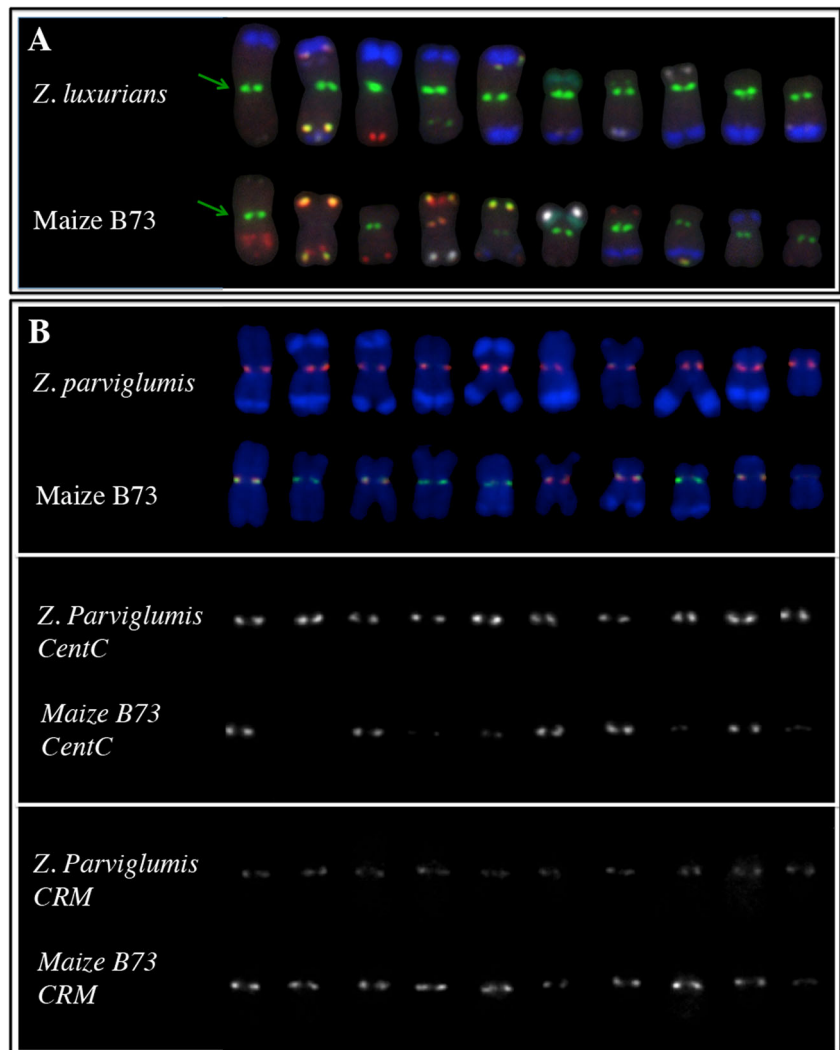 A
Z. luxurians
Maize B73
B
Z. parviglumis
Maize B73
Z. Parviglumis
CentC
Maize B73
CentC
Z. Parviglumis
CRM
Maize B73
CRM